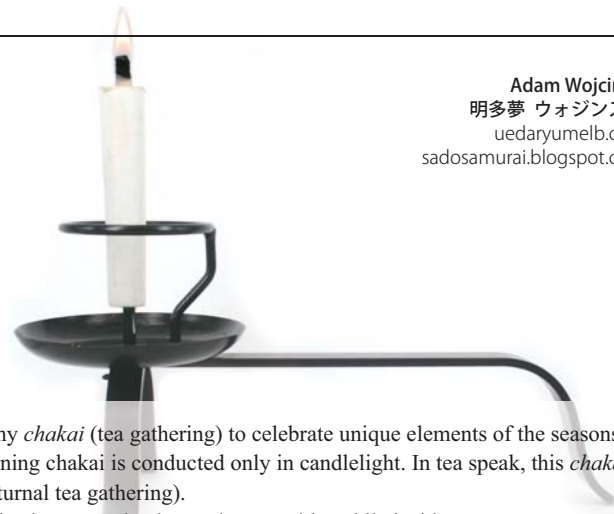 Adam Wojcin
明多夢 ウォジンス
uedaryumelb.c
sadosamurai.blogspot.c
ny chakai (tea gathering) to celebrate unique elements of the seasons
ning chakai is conducted only in candlelight. In tea speak, this chak
turnal tea gathering).